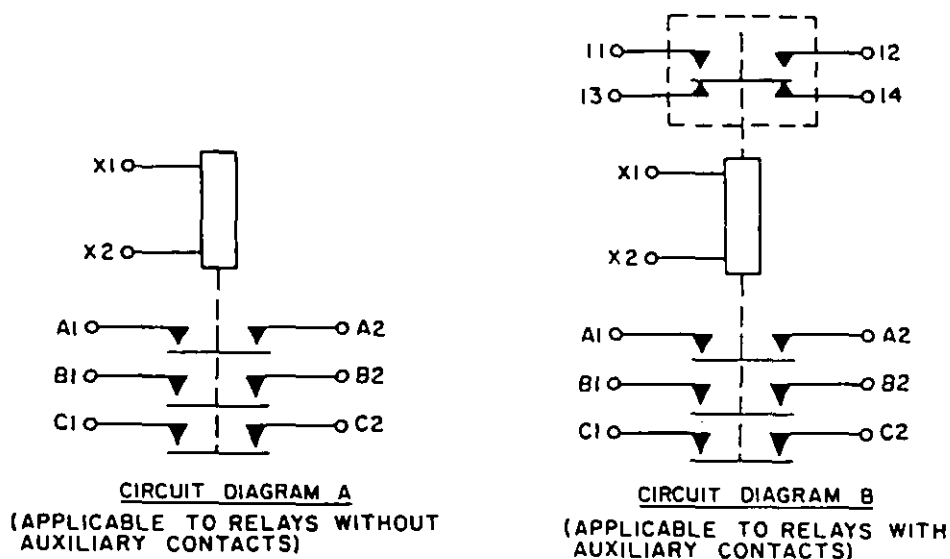 X1
X2
A1 A2
B1 B2
C1 C2
CIRCUIT DIAGRAM A
(APPLICABLE TO RELAYS WITHOUT
AUXILIARY CONTACTS)
11 12
13 14
X1
X2
A1 A2
B1 B2
C1 C2
CIRCUIT DIAGRAM B
(APPLICABLE TO RELAYS WITH
AUXILIARY CONTACTS)